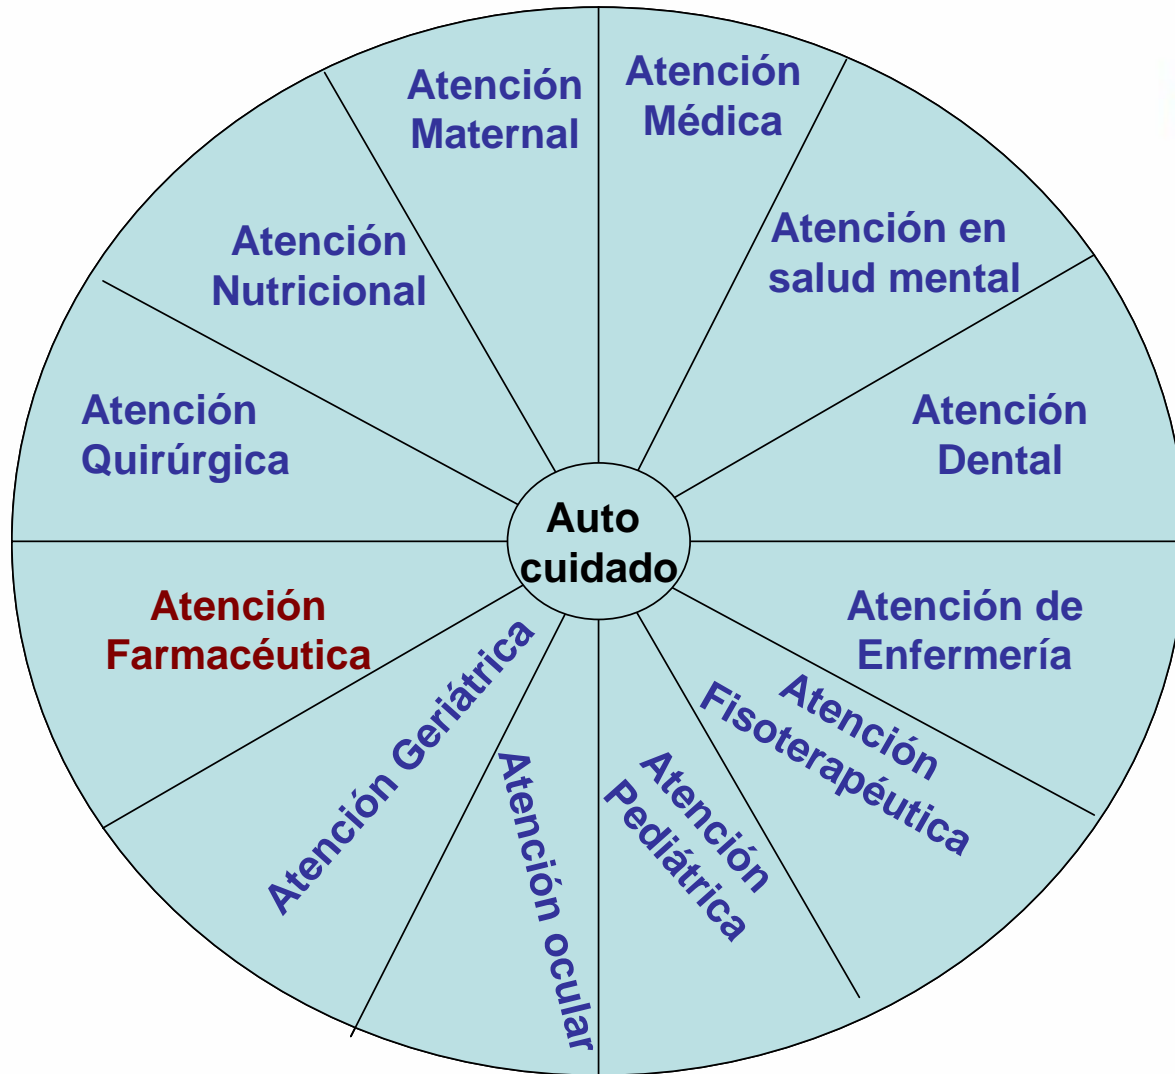 Atención
Maternal
Atención
Médica
Atención en
salud mental
Atención
Dental
Atención de
Enfermería
Atención
Fisoterapéutica
Atención
Pediátrica
Atención ocular
Atención Geriátrica
Atención
Farmacéutica
Atención
Quirúrgica
Atención
Nutricional
Auto
cuidado